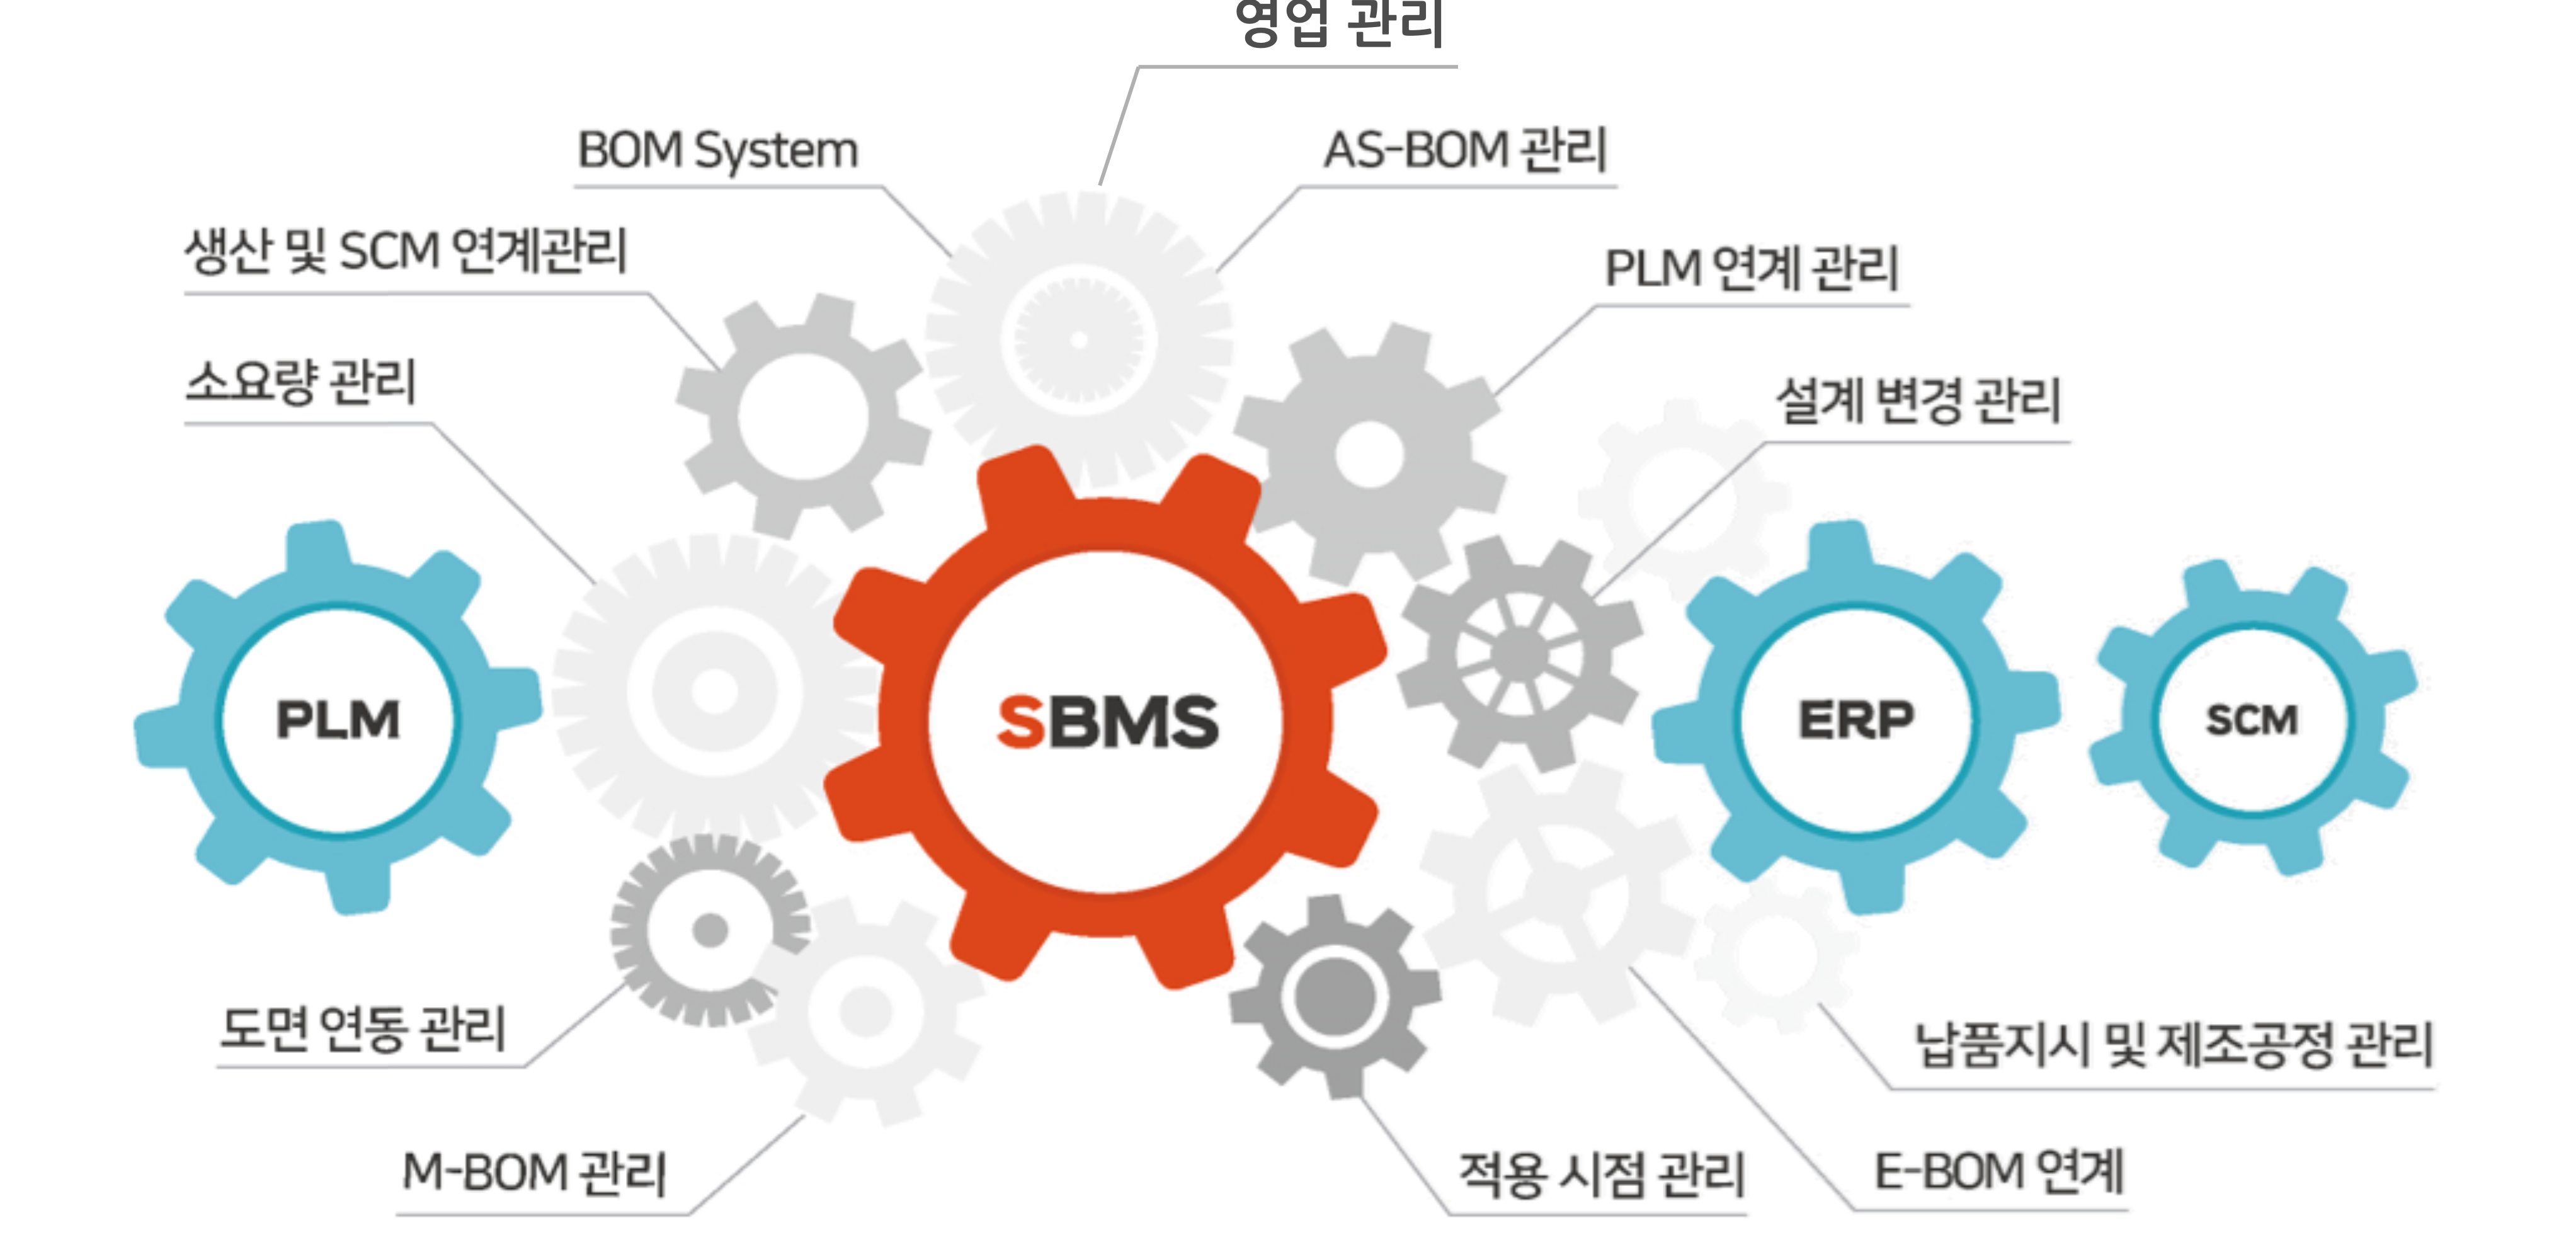 영업 관리
BOM System
AS-BOM 관리
생산 및 SCM 연계관리
PLM 연계 관리
소요량 관리
설계 변경 관리
PLM
SBMS
ERP
SCM
도면 연동 관리
납품지시 및 제조공정 관리
M-BOM 관리
적용 시점 관리
E-BOM 연계